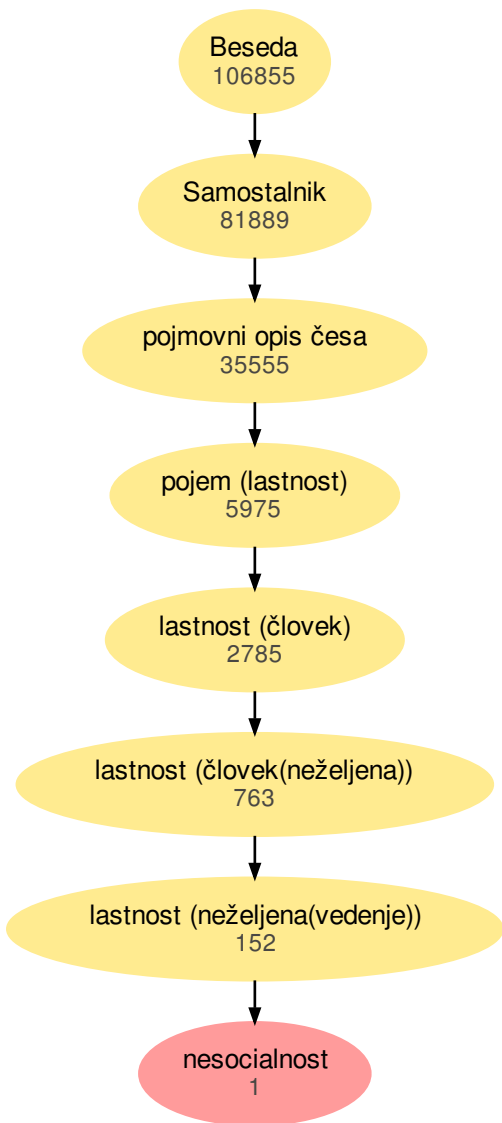 Beseda
106855
Samostalnik
81889
pojmovni opis česa
35555
pojem (lastnost)
5975
lastnost (človek)
2785
lastnost (človek(neželjena))
763
lastnost (neželjena(vedenje))
152
nesocialnost
1